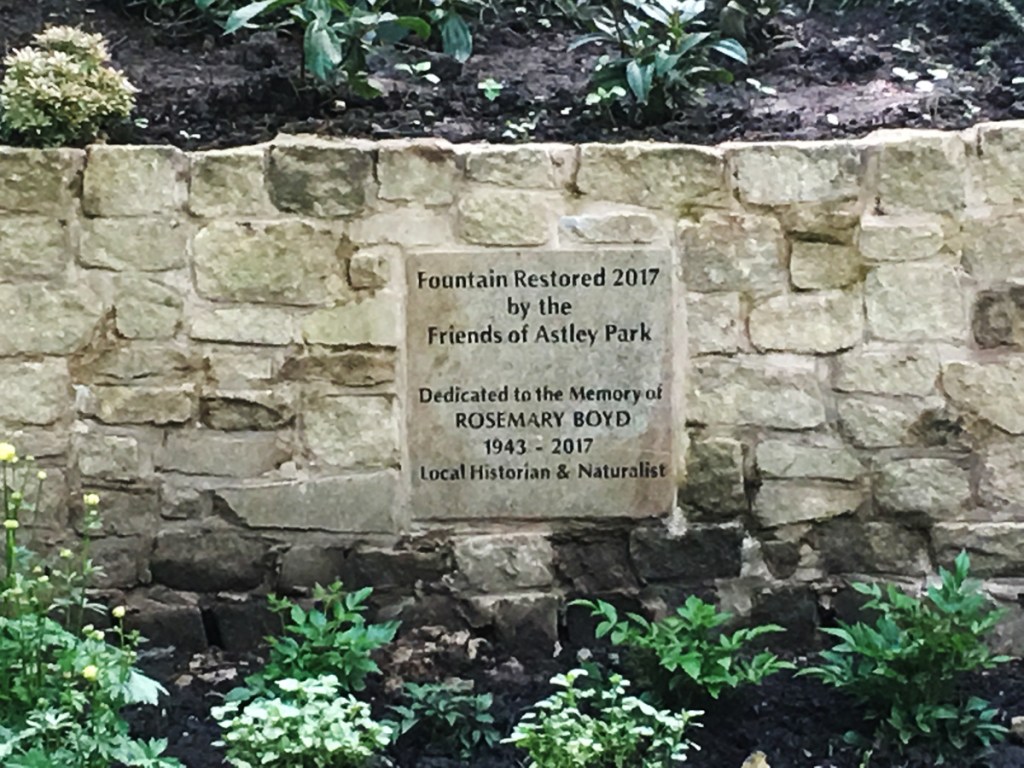 Fountain Restored 2017
by the
Friends of Astley Park
Dedicated to the Memory of
ROSEMARY BOYD
1943 - 2017
Local Historian & Naturalist